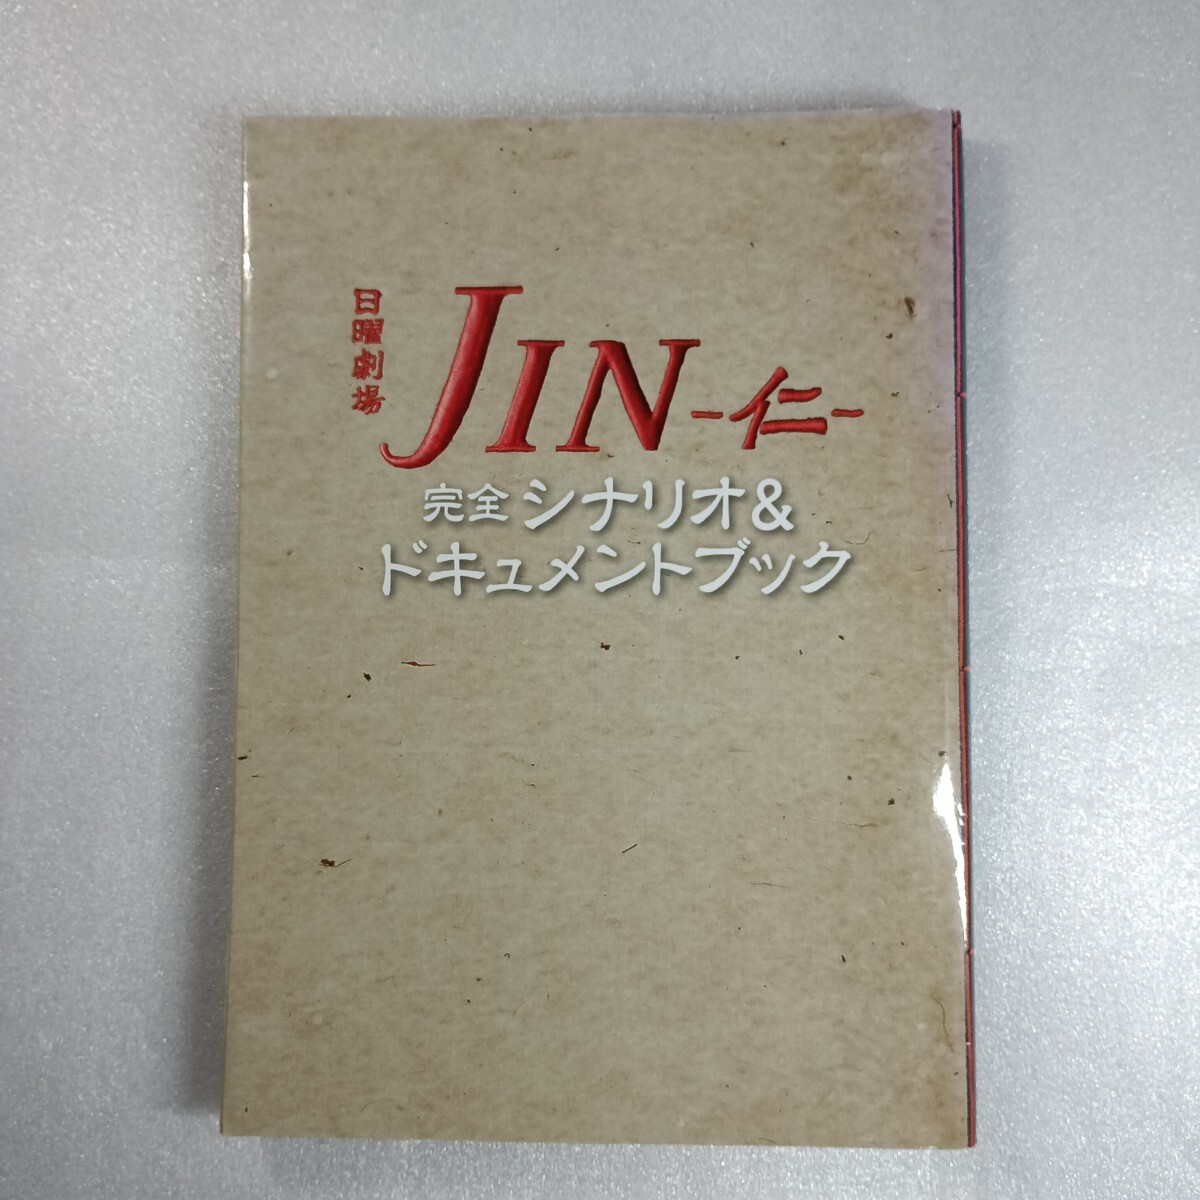 日曜劇場
JIN-仁-
完全シナリオ&
ドキュメントブック